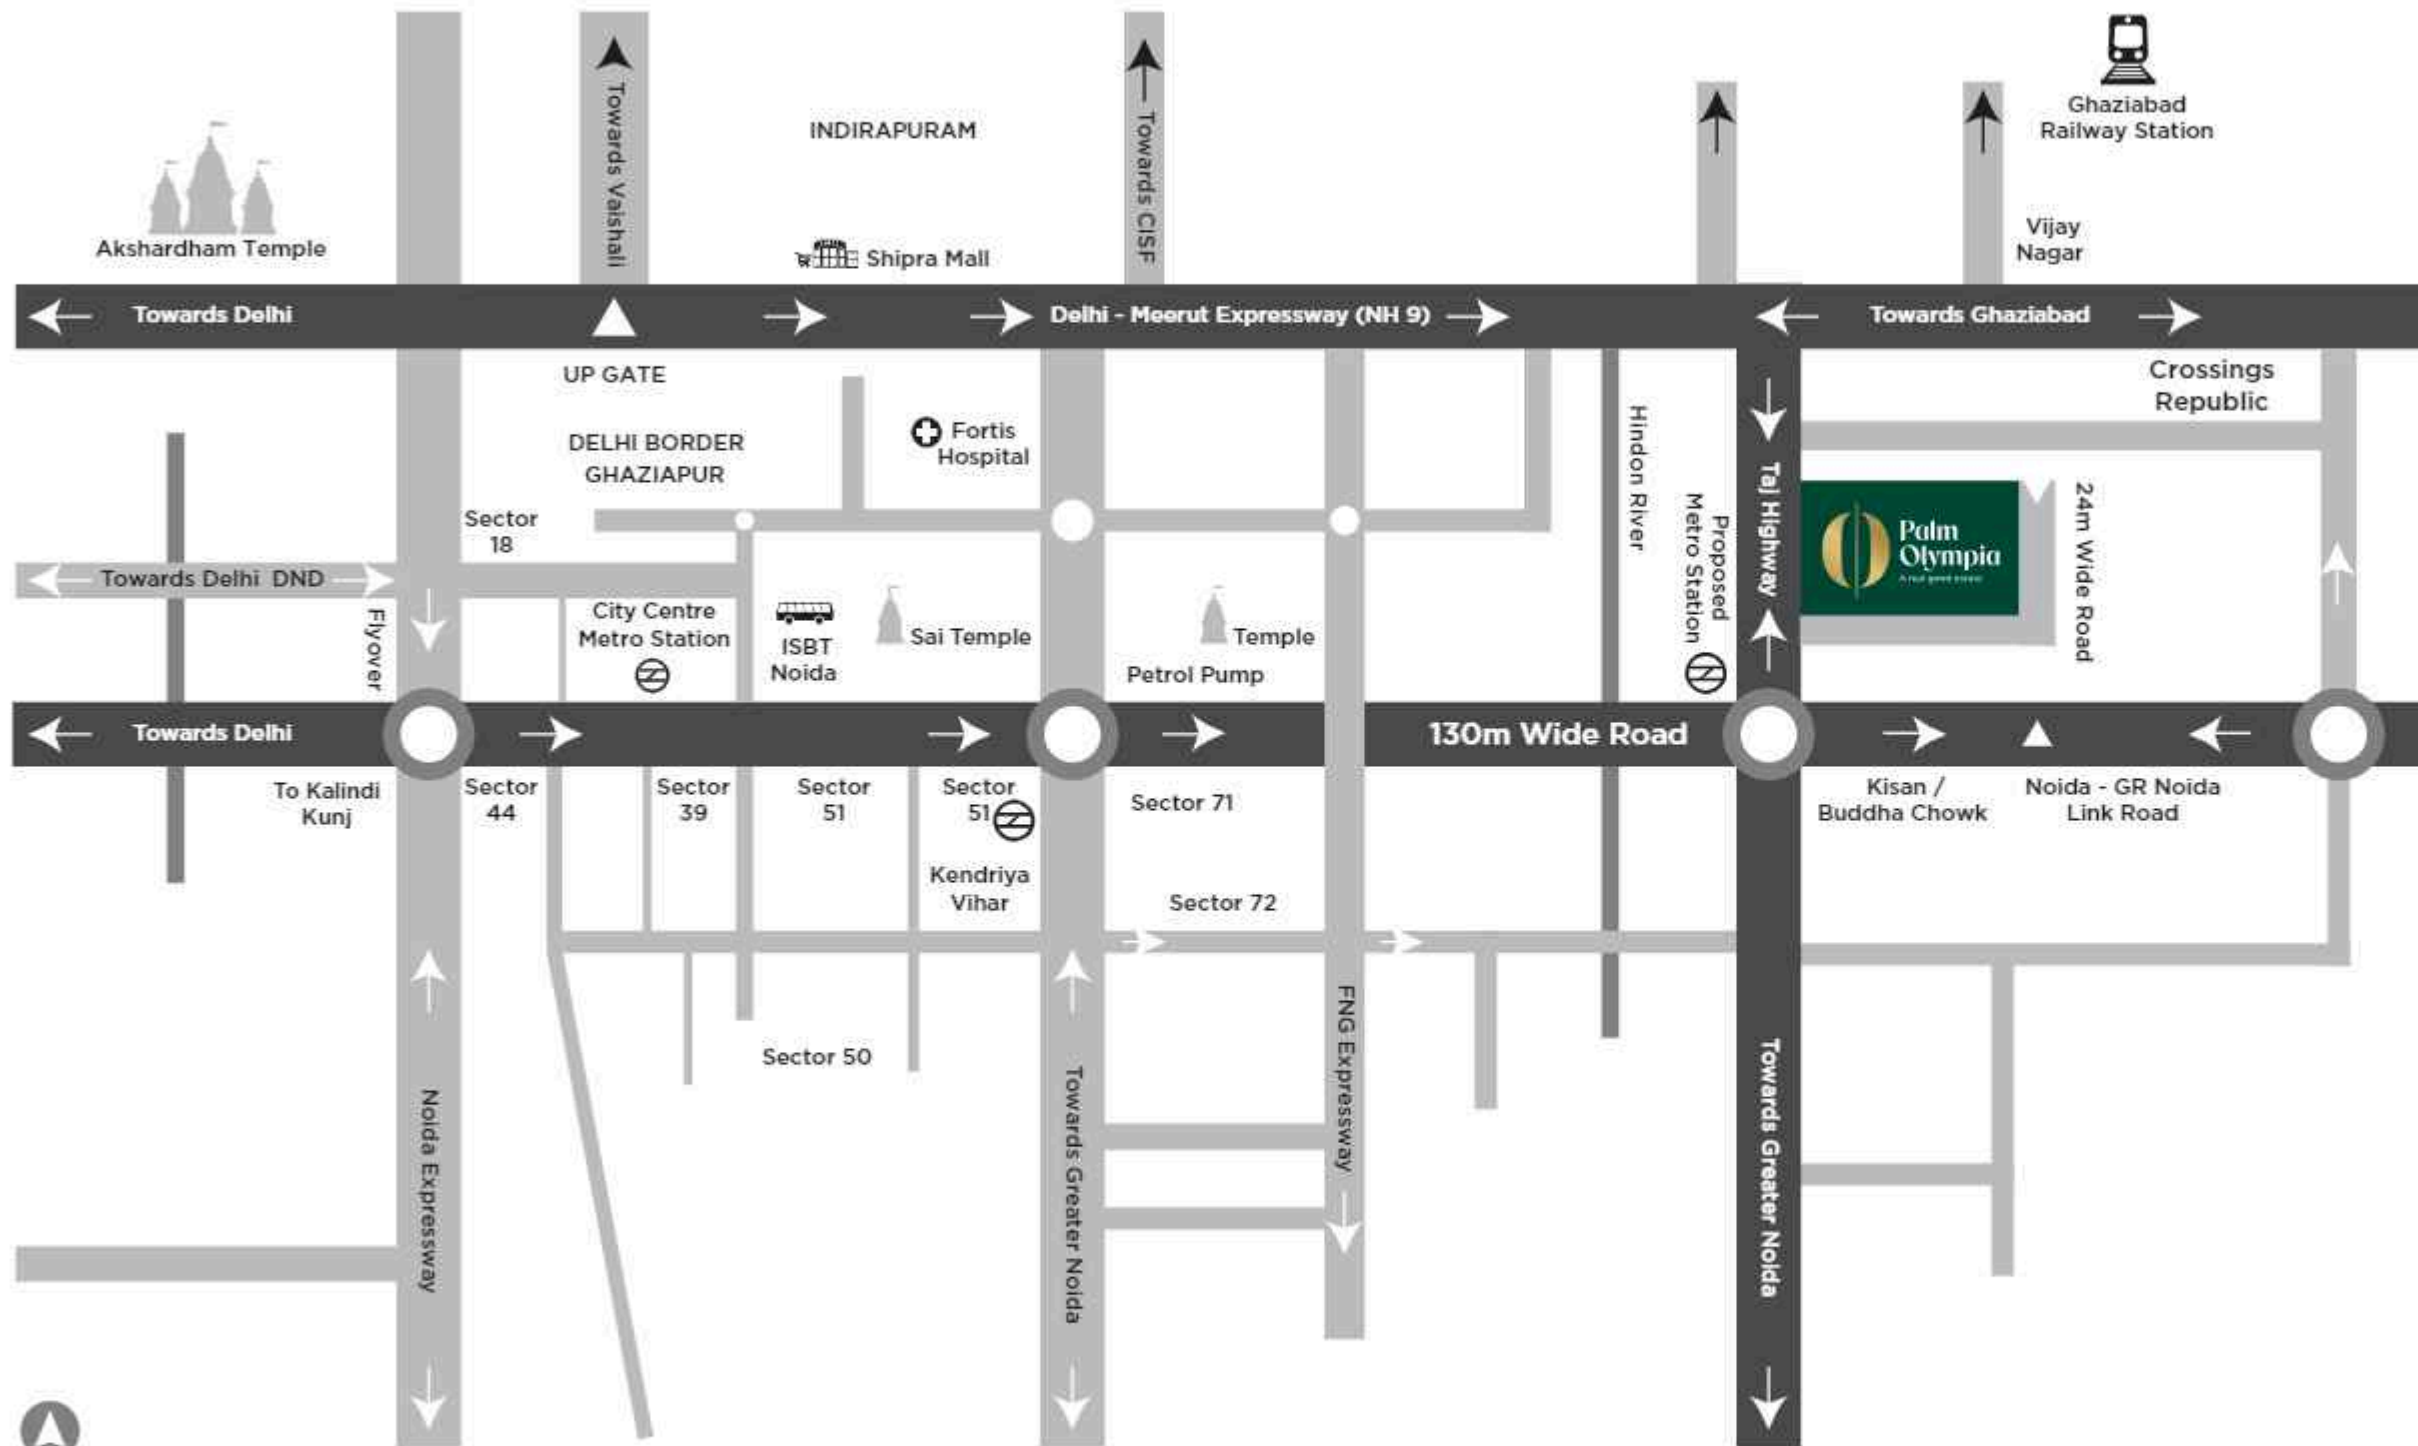 Ghaziabad
Railway Station
Towards Vaishali
INDIRAPURAM
Towards CISF
Akshardham Temple
Shipra Mall
Vijay
Nagar
Towards Delhi
Delhi - Meerut Expressway (NH 9)
Towards Ghaziabad
UP GATE
Crossings
Republic
DELHI BORDER
GHAZIAPUR
Fortis
Hospital
Hindon River
Proposed
Metro Station
Taj Highway
Palm
Olympia
24m Wide Road
Sector
18
Towards Delhi DND
Flyover
City Centre
Metro Station
ISBT
Noida
Sai Temple
Temple
Petrol Pump
Towards Delhi
130m Wide Road
To Kalindi
Kunj
Sector
44
Sector
39
Sector
51
Sector
51
Sector 71
Kisan /
Buddha Chowk
Noida - GR Noida
Link Road
Kendriya
Vihar
Sector 72
Sector 50
Noida Expressway
Towards Greater Noida
FNG Expressway
Towards Greater Noida